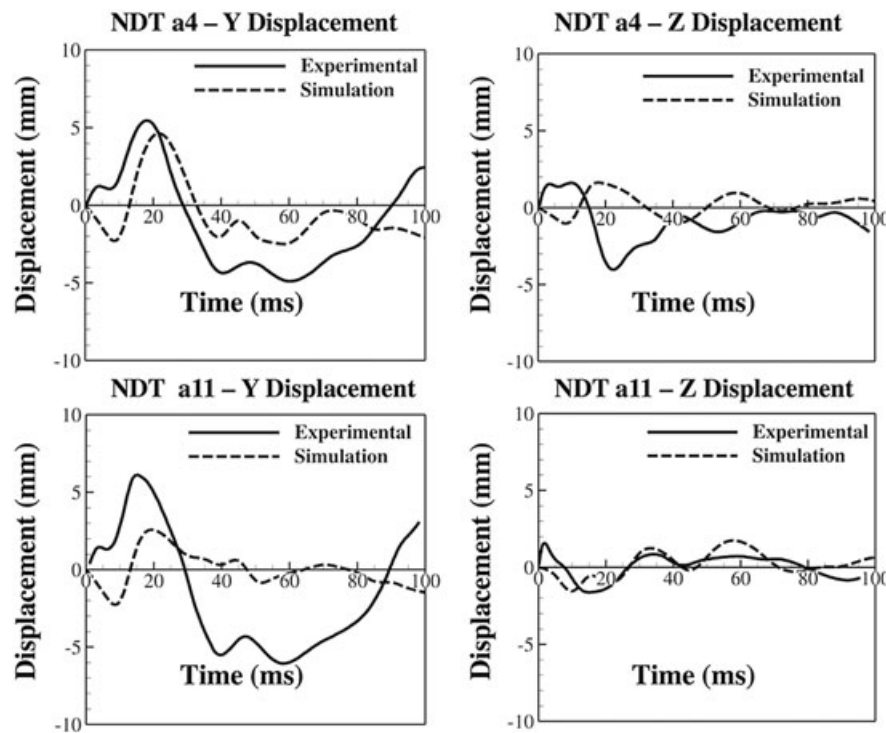 NDT a4 – Y Displacement
10
Experimental
Simulation
5
Displacement (mm)
0
20
40
60
80
100
-5
Time (ms)
-10
NDT a4 – Z Displacement
10
Experimental
Simulation
5
Displacement (mm)
0
0
20
40
60
80
100
-5
Time (ms)
-10
NDT a11 – Y Displacement
10
Experimental
Simulation
5
Displacement (mm)
0
0
20
40
60
80
100
-5
Time (ms)
-10
NDT a11 – Z Displacement
10
Experimental
Simulation
5
Displacement (mm)
0
0
20
40
60
80
100
-5
Time (ms)
-10